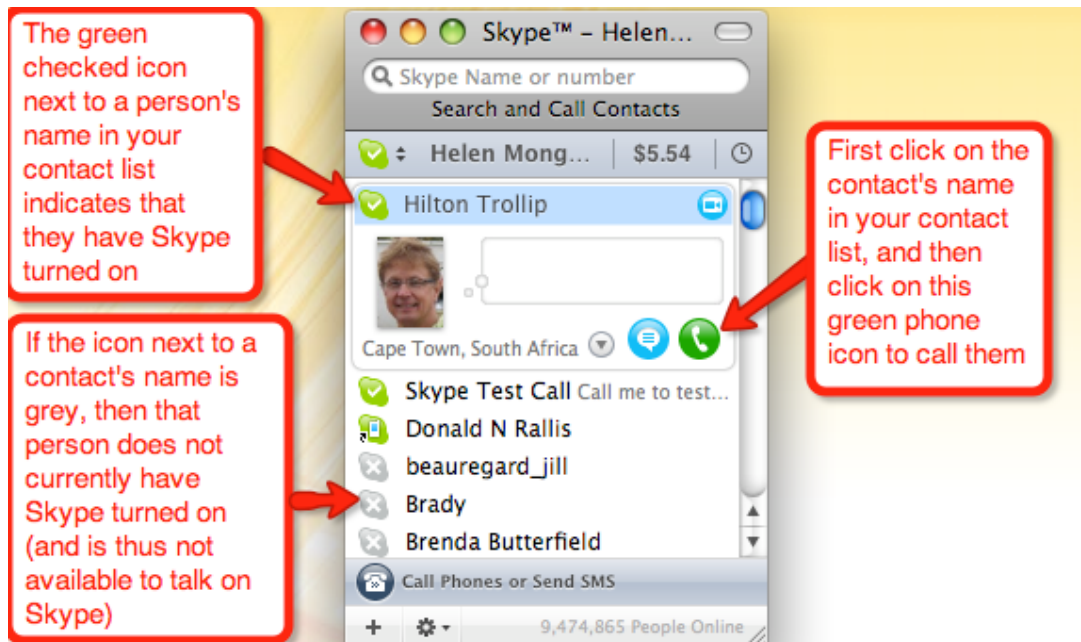 The green
checked icon
next to a person's
name in your
contact list
indicates that
they have Skype
turned on
If the icon next to a
contact's name is
grey, then that
person does not
currently have
Skype turned on
(and is thus not
available to talk on
Skype)
Skype™ – Helen...
Skype Name or number
Search and Call Contacts
Helen Mong... $5.54
Hilton Trollip
Cape Town, South Africa
Skype Test Call Call me to test...
Donald N Rallis
beauregard_jill
Brady
Brenda Butterfield
Call Phones or Send SMS
9,474,865 People Online
First click on the
contact's name
in your contact
list, and then
click on this
green phone
icon to call them